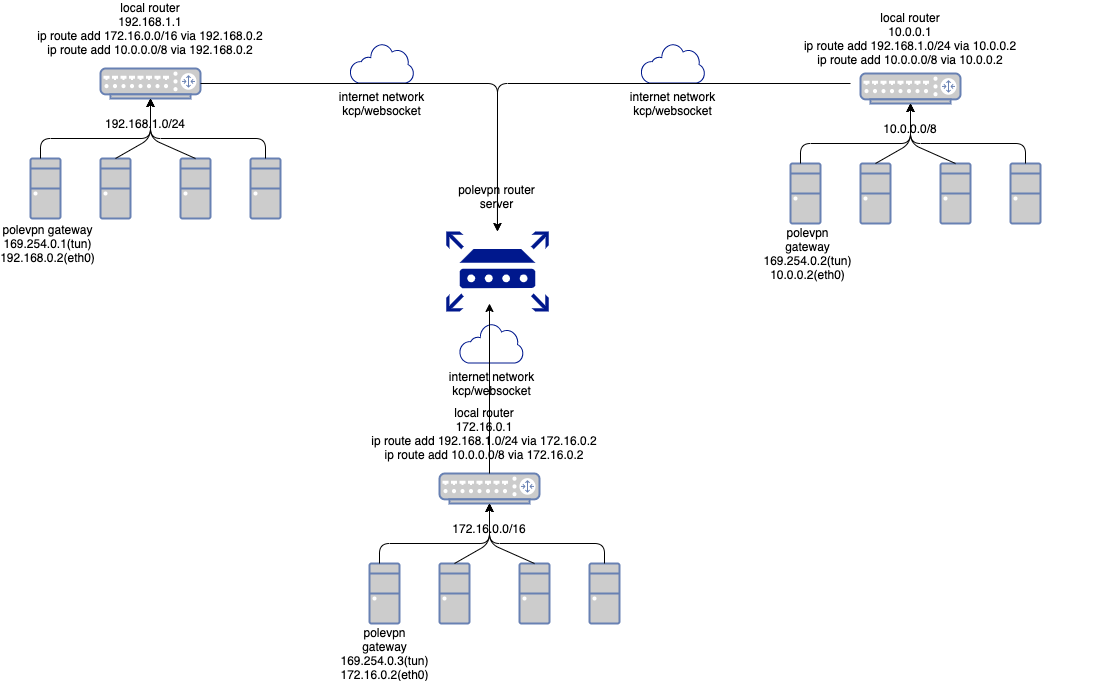 local router
192.168.1.1
ip route add 172.16.0.0/16 via 192.168.0.2
ip route add 10.0.0.0/8 via 192.168.0.2
local router
10.0.0.1
ip route add 192.168.1.0/24 via 10.0.0.2
ip route add 10.0.0.0/8 via 10.0.0.2
internet network
kcp/websocket
internet network
kcp/websocket
192.168.1.0/24
10.0.0.0/8
polevpn router
server
polevpn gateway
169.254.0.1(tun)
192.168.0.2(eth0)
polevpn
gateway
169.254.0.2(tun)
10.0.0.2(eth0)
internet network
kcp/websocket
local router
172.16.0.1
ip route add 192.168.1.0/24 via 172.16.0.2
ip route add 10.0.0.0/8 via 172.16.0.2
172.16.0.0/16
polevpn
gateway
169.254.0.3(tun)
172.16.0.2(eth0)